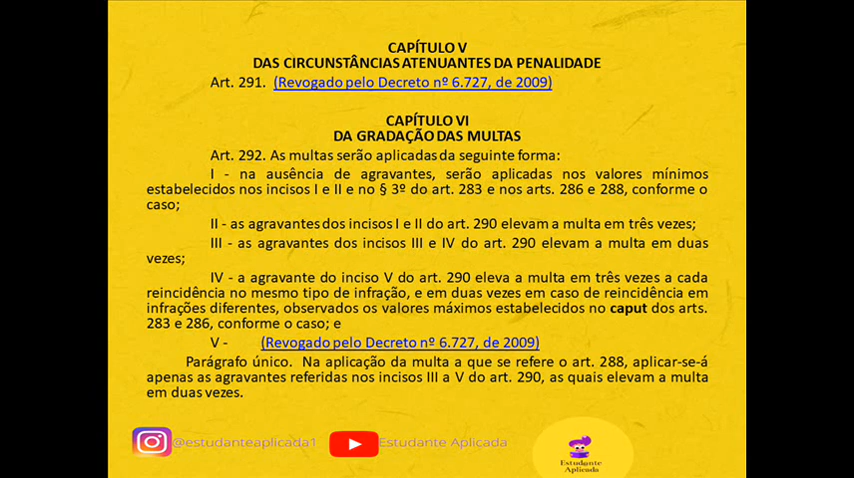 CAPÍTULO V
DAS CIRCUNSTÂNCIAS ATENUANTES DA PENALIDADE
Art. 291. (Revogado pelo Decreto nº 6.727, de 2009)
CAPÍTULO VI
DA GRADAÇÃO DAS MULTAS
Art. 292. As multas serão aplicadas da seguinte forma:
I - na ausência de agravantes, serão aplicadas nos valores mínimos
estabelecidos nos incisos I e II e no § 3º do art. 283 e nos arts. 286 e 288, conforme o
caso;
II - as agravantes dos incisos I e II do art. 290 elevam a multa em três vezes;
III - as agravantes dos incisos III e IV do art. 290 elevam a multa em duas
vezes;
IV - a agravante do inciso V do art. 290 eleva a multa em três vezes a cada
reincidência no mesmo tipo de infração, e em duas vezes em caso de reincidência em
infrações diferentes, observados os valores máximos estabelecidos no caput dos arts.
283 e 286, conforme o caso; e
V - (Revogado pelo Decreto nº 6.727, de 2009)
Parágrafo único. Na aplicação da multa a que se refere o art. 288, aplicar-se-á
apenas as agravantes referidas nos incisos III a V do art. 290, as quais elevam a multa
em duas vezes.
@estudanteaplicada1 Estudante Aplicada
Estudante
Aplicada